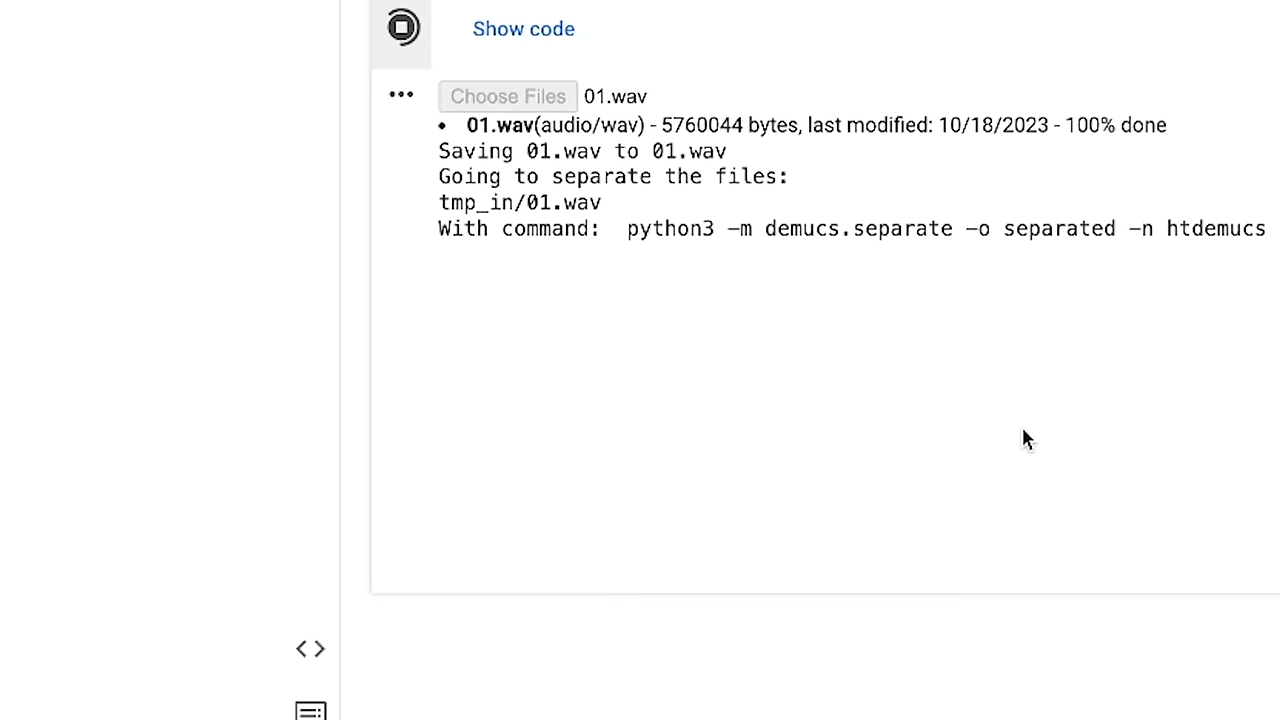 Show code
Choose Files 01.wav
01.wav(audio/wav) - 5760044 bytes, last modified: 10/18/2023 - 100% done
Saving 01.wav to 01.wav
Going to separate the files:
tmp_in/01.wav
With command:  python3 -m demucs.separate -o separated -n htdemucs